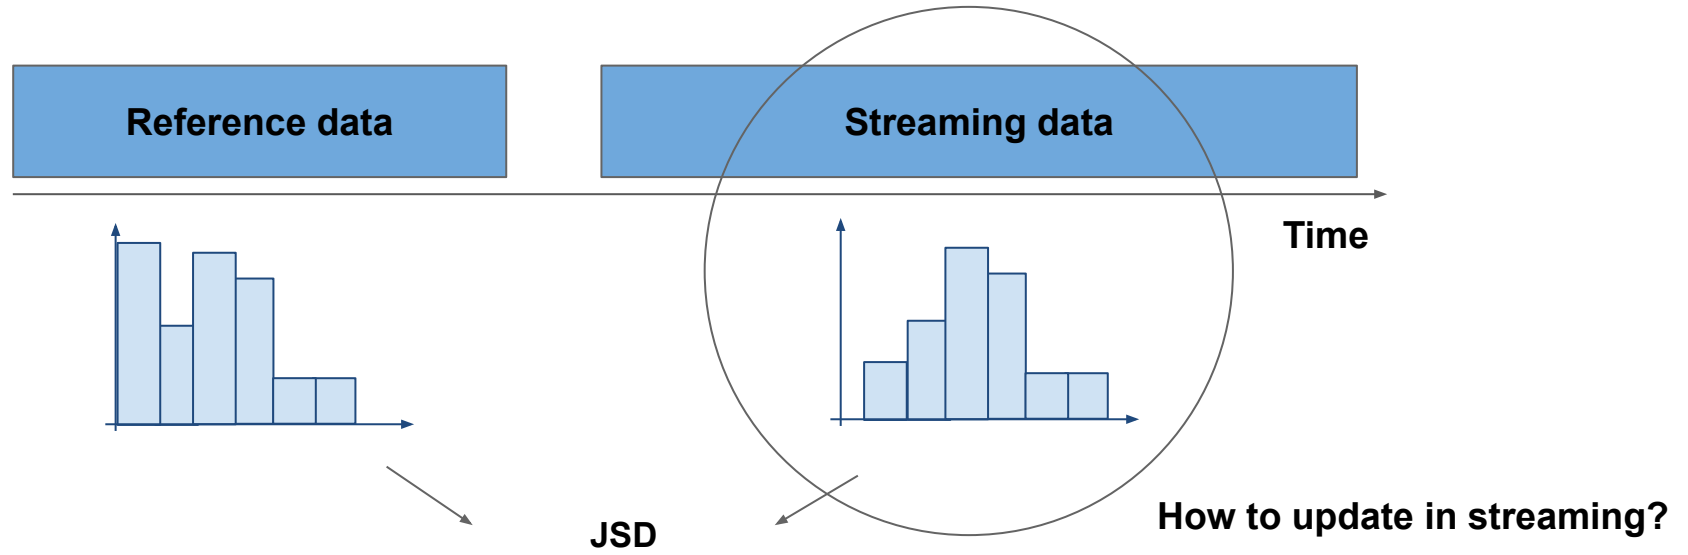 Reference data
Streaming data
Time
JSD
How to update in streaming?